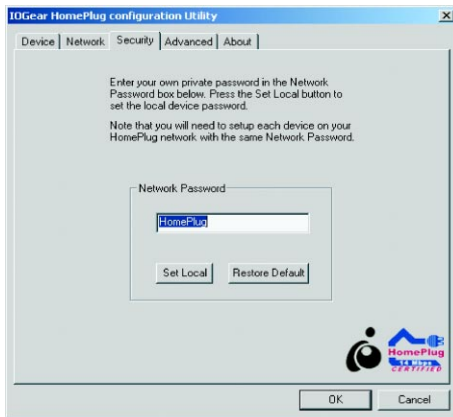 IOGear HomePlug configuration Utility
Device Network Security Advanced About
Enter your own private password in the Network
Password box below. Press the Set Local button to
set the local device password.
Note that you will need to setup each device on your
HomePlug network with the same Network Password.
Network Password
HomePlug
Set Local Restore Default
HomePlug
14 Mbps
CERTIFIED
OK Cancel